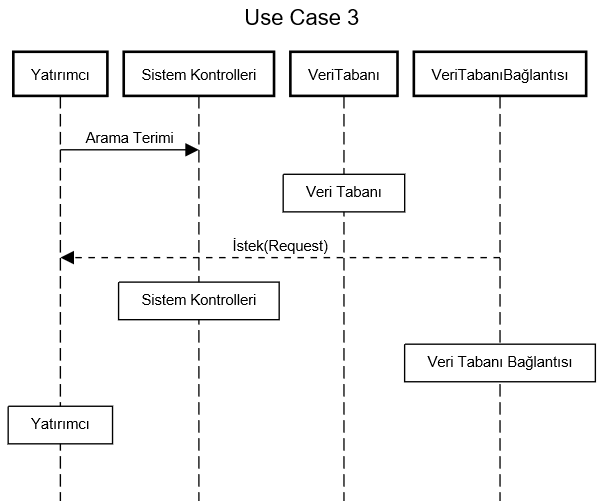 Use Case 3
Yatırımcı
Sistem Kontrolleri
VeriTabanı
VeriTabanıBağlantısı
Arama Terimi
Veri Tabanı
İstek(Request)
Sistem Kontrolleri
Veri Tabanı Bağlantısı
Yatırımcı